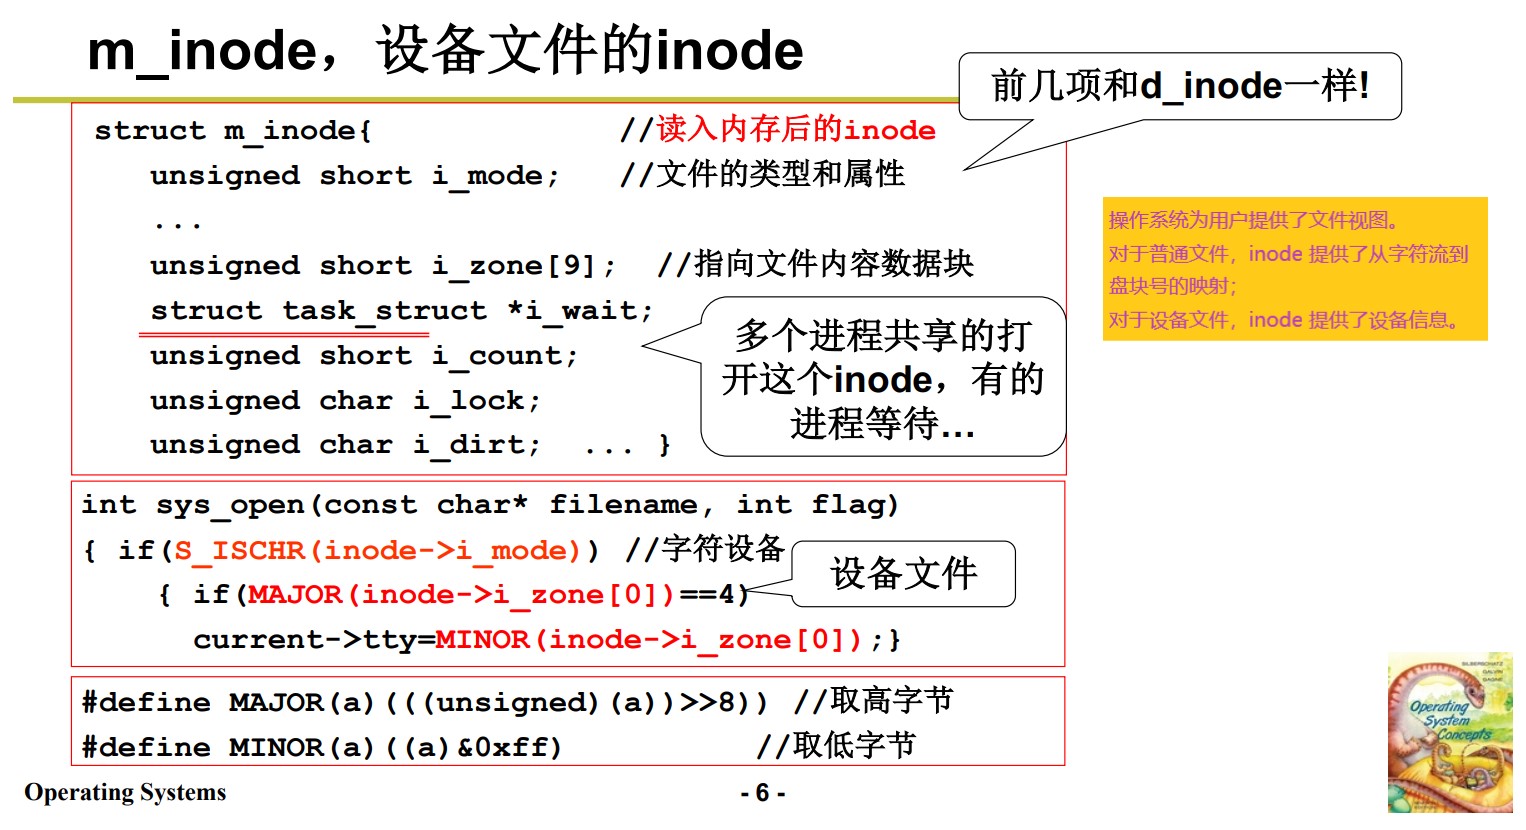 m_inode，设备文件的inode
前几项和d_inode一样!
struct m_inode{ //读入内存后的inode
unsigned short i_mode; //文件的类型和属性
...
unsigned short i_zone[9]; //指向文件内容数据块
struct task_struct *i_wait;
unsigned short i_count;
unsigned char i_lock;
unsigned char i_dirt; ... }
多个进程共享的打
开这个inode，有的
进程等待...
操作系统为用户提供了文件视图。
对于普通文件，inode 提供了从字符流到
盘块号的映射；
对于设备文件，inode 提供了设备信息。
int sys_open(const char* filename, int flag)
{ if(S_ISCHR(inode->i_mode)) //字符设备
{ if(MAJOR(inode->i_zone[0])==4)
设备文件
current->tty=MINOR(inode->i_zone[0]);}
#define MAJOR(a)(((unsigned)(a))>>8)) //取高字节
#define MINOR(a)((a)&0xff) //取低字节
SILBERSCHATZ
GALVIN
GAGNE
Operating
System
Concepts
Operating Systems
- 6 -